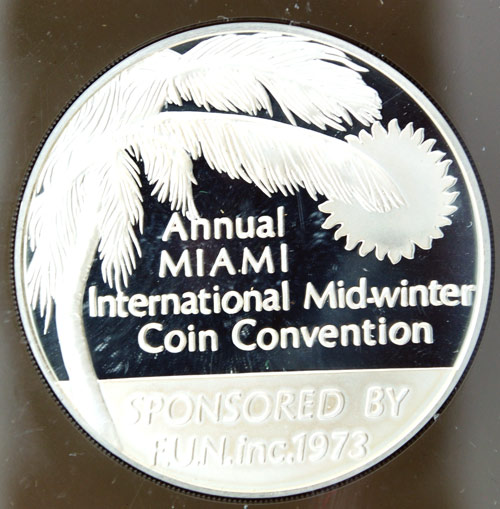 Annual
MIAMI
International Mid-winter
Coin Convention
SPONSORED BY
F.U.N.inc.1973